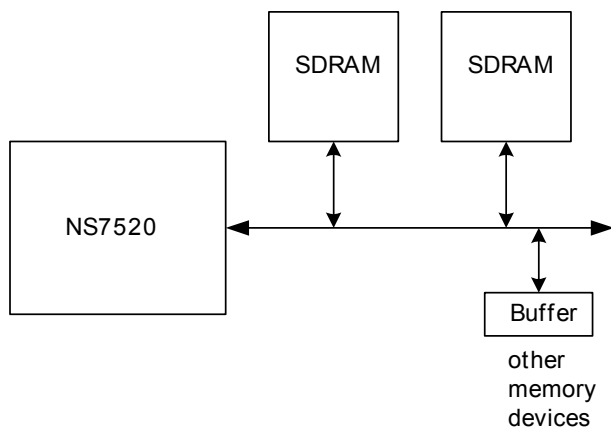 SDRAM
SDRAM
NS7520
Buffer
other
memory
devices